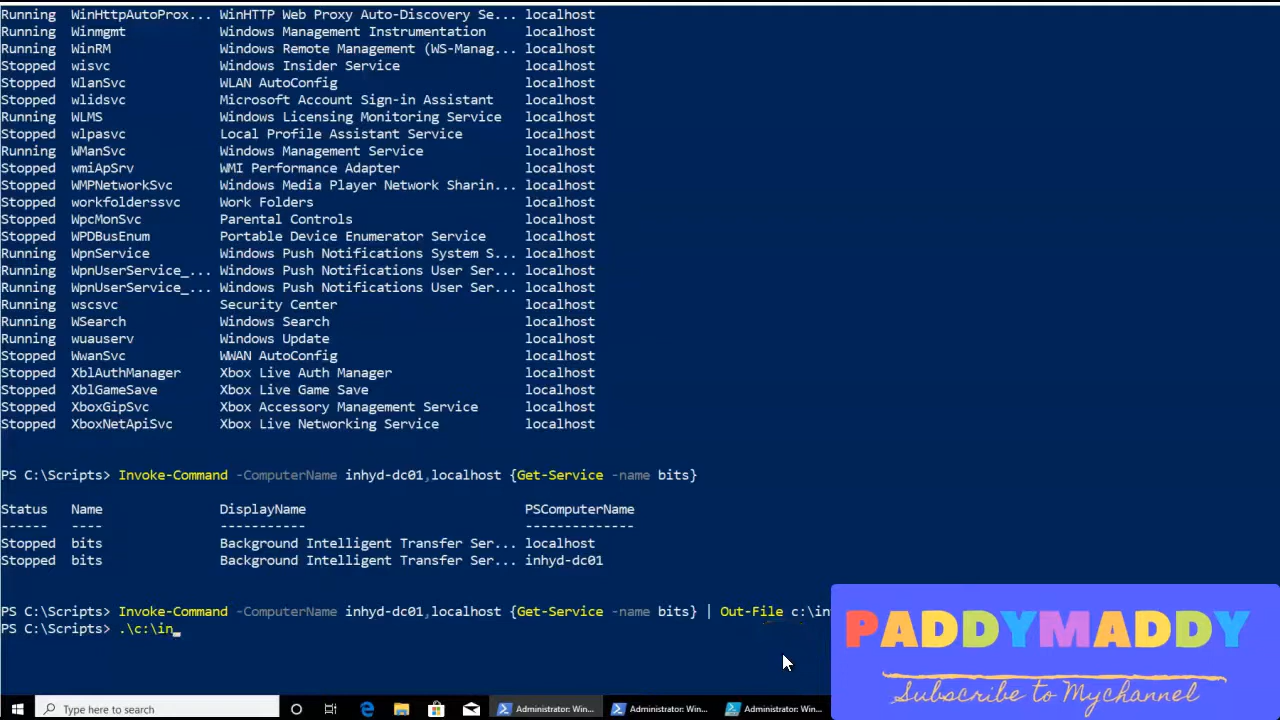 Running WinHttpAutoProx... WinHTTP Web Proxy Auto-Discovery Se... localhost
Running Winmgmt Windows Management Instrumentation localhost
Running WinRM Windows Remote Management (WS-Manag... localhost
Stopped wisvc Windows Insider Service localhost
Stopped WlanSvc WLAN AutoConfig localhost
Stopped wlidsvc Microsoft Account Sign-in Assistant localhost
Running WLMS Windows Licensing Monitoring Service localhost
Stopped wlpasvc Local Profile Assistant Service localhost
Running WManSvc Windows Management Service localhost
Stopped wmiApSrv WMI Performance Adapter localhost
Stopped WMPNetworkSvc Windows Media Player Network Sharin... localhost
Stopped workfolderssvc Work Folders localhost
Stopped WpcMonSvc Parental Controls localhost
Stopped WPDBusEnum Portable Device Enumerator Service localhost
Running WpnService Windows Push Notifications System S... localhost
Running WpnUserService_... Windows Push Notifications User Ser... localhost
Running WpnUserService_... Windows Push Notifications User Ser... localhost
Running wscsvc Security Center localhost
Running WSearch Windows Search localhost
Running wuauserv Windows Update localhost
Stopped WwanSvc WWAN AutoConfig localhost
Stopped XblAuthManager Xbox Live Auth Manager localhost
Stopped XblGameSave Xbox Live Game Save localhost
Stopped XboxGipSvc Xbox Accessory Management Service localhost
Stopped XboxNetApiSvc Xbox Live Networking Service localhost
PS C:\Scripts> Invoke-Command -ComputerName inhyd-dc01,localhost {Get-Service -name bits}
Status Name DisplayName PSComputerName
------ ---- ----------- --------------
Stopped bits Background Intelligent Transfer Ser... localhost
Stopped bits Background Intelligent Transfer Ser... inhyd-dc01
PS C:\Scripts> Invoke-Command -ComputerName inhyd-dc01,localhost {Get-Service -name bits} | Out-File c:\in
PS C:\Scripts> .\c:\in_
PADDYMADDY
Subscribe to Mychannel
Type here to search
Administrator: Win...
Administrator: Win...
Administrator: Win...